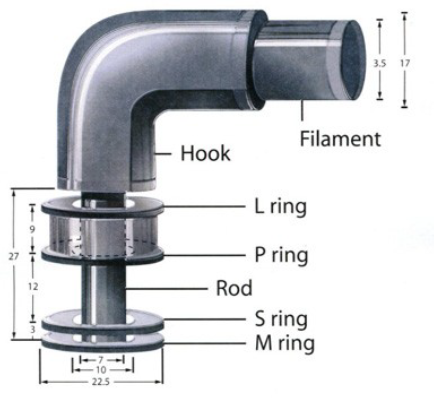 3.5
17
Filament
Hook
L ring
9
P ring
27
12
Rod
S ring
3
M ring
7
10
22.5